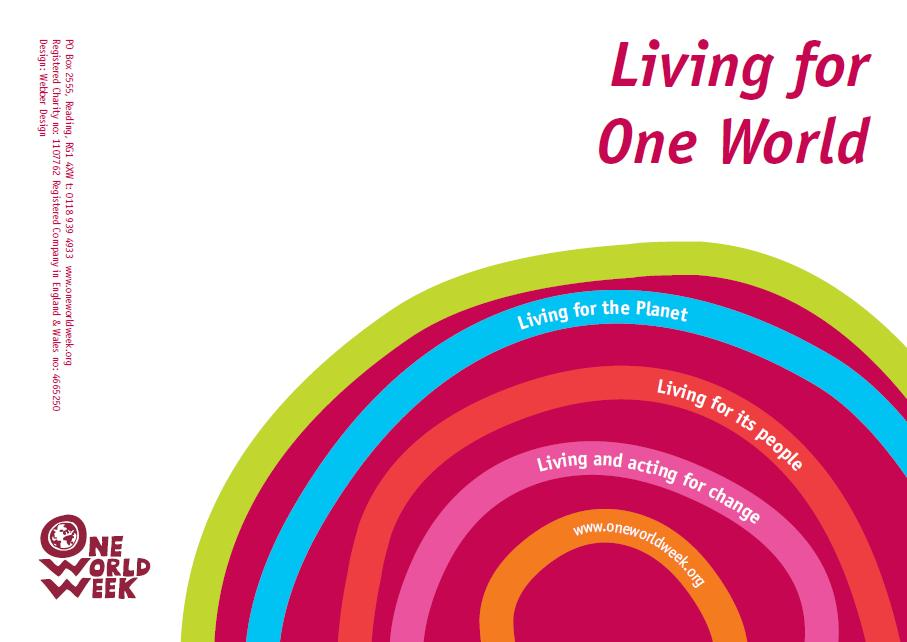 Living for
One World
Living for the Planet
Living for its people
Living and acting for change
www.oneworldweek.org
PO Box 2555, Reading, RG1 4XW t: 0118 939 4933 www.oneworldweek.org
Registered Charity no: 1107762 Registered Company in England & Wales no: 4665250
Design: Webber Design
ONE
WORLD
WEEK